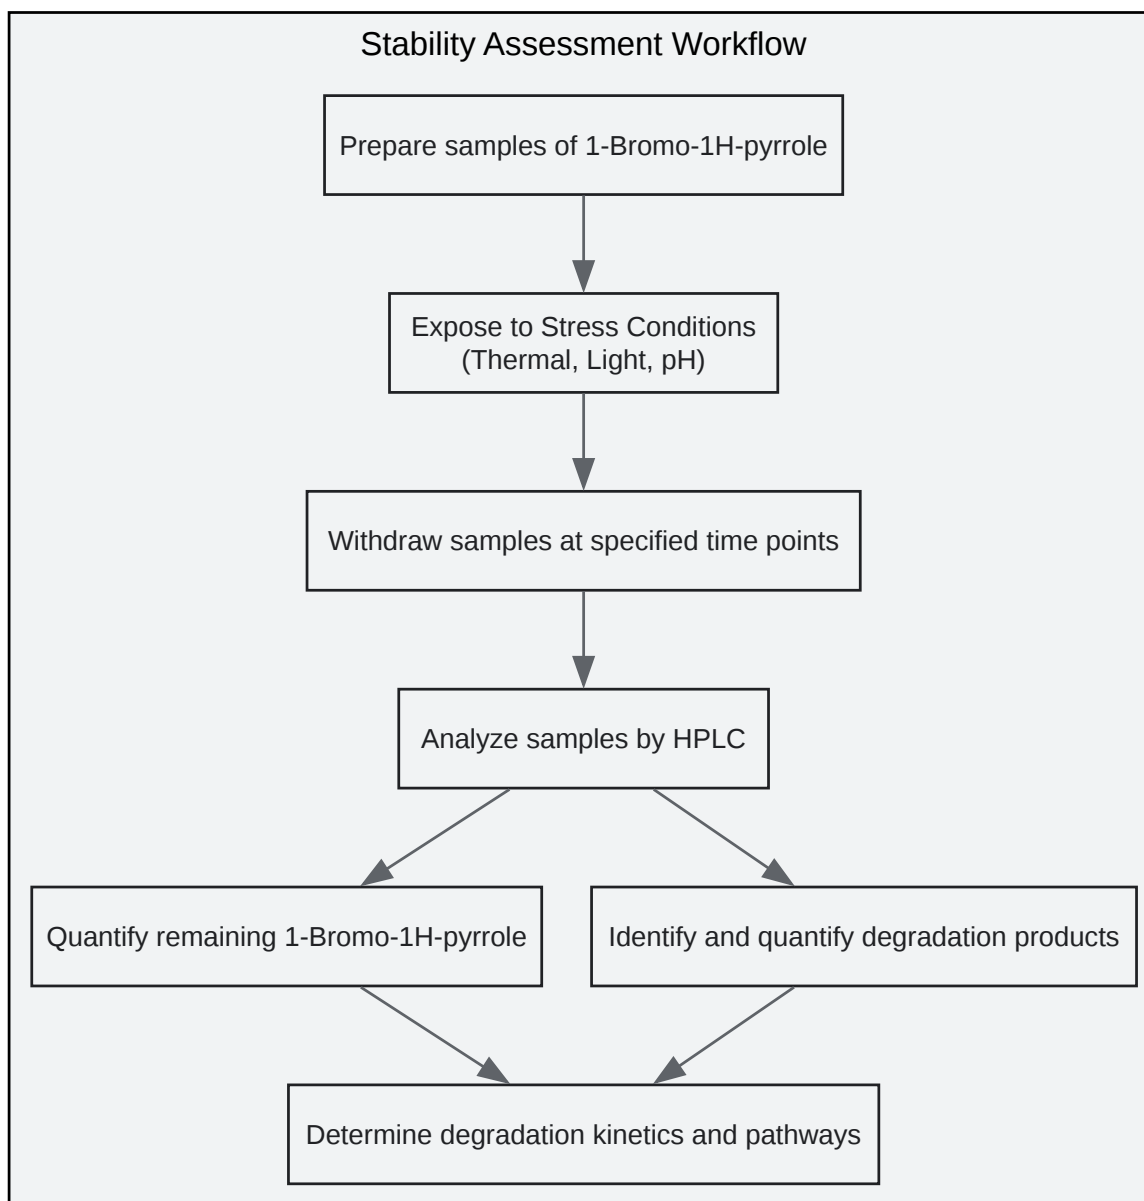 Stability Assessment Workflow
Prepare samples of 1-Bromo-1H-pyrrole
Expose to Stress Conditions
(Thermal, Light, pH)
Withdraw samples at specified time points
Analyze samples by HPLC
Quantify remaining 1-Bromo-1H-pyrrole
Identify and quantify degradation products
Determine degradation kinetics and pathways